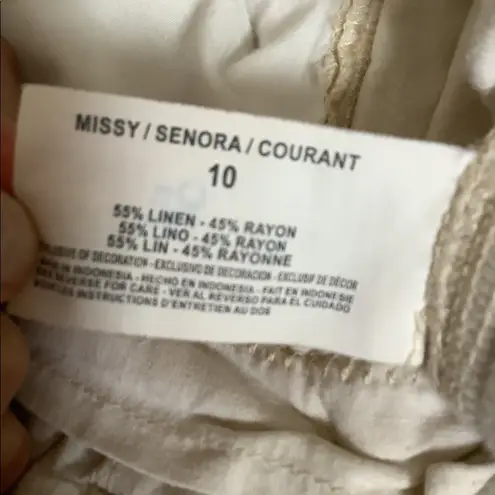 MISSY / SENORA / COURANT
10
55% LINEN - 45% RAYON
55% LINO - 45% RAYON
55% LIN - 45% RAYONNE
EXCLUSIVE OF DECORATION - EXCLUSIVO DE DECORACION - EXCLUSIF DE DÉCOR
MADE IN INDONESIA - HECHO EN INDONESIA - FAIT EN INDONESIE
SEE REVERSE FOR CARE - VER AL REVERSO PARA EL CUIDADO
INSTRUCTIONS D'ENTRETIEN AU DOS